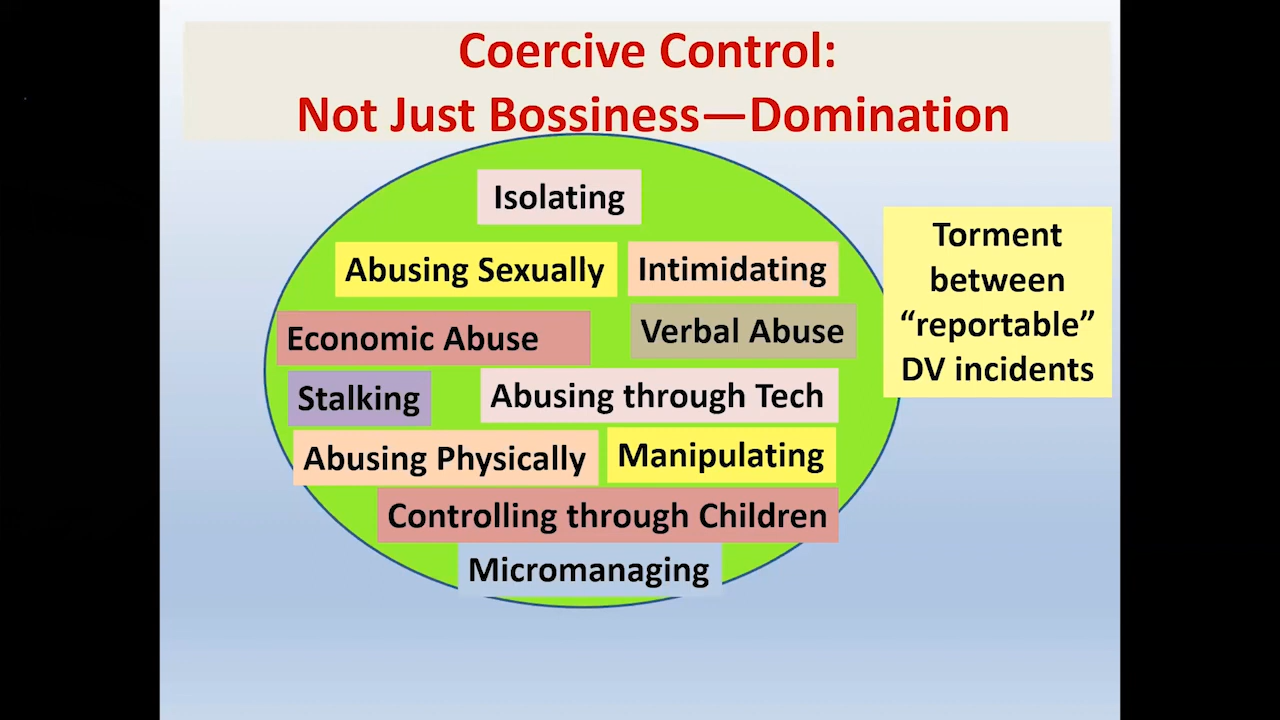 Coercive Control:
Not Just Bossiness—Domination
Isolating
Abusing Sexually
Intimidating
Economic Abuse
Verbal Abuse
Stalking
Abusing through Tech
Abusing Physically
Manipulating
Controlling through Children
Micromanaging
Torment
between
“reportable”
DV incidents